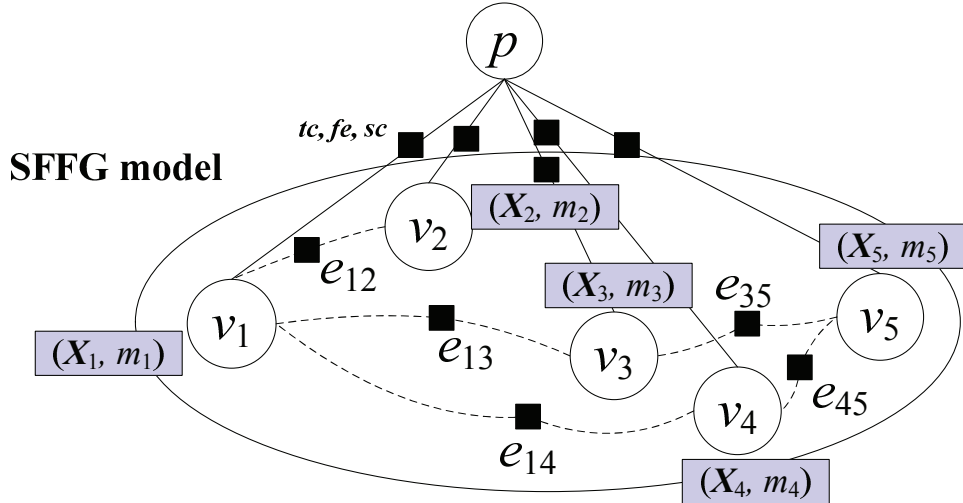 p
tc, fe, sc
SFFG model
v2
(X2, m2)
(X5, m5)
e12
(X3, m3)
e35
v1
v5
(X1, m1)
e13
v3
e45
v4
e14
(X4, m4)